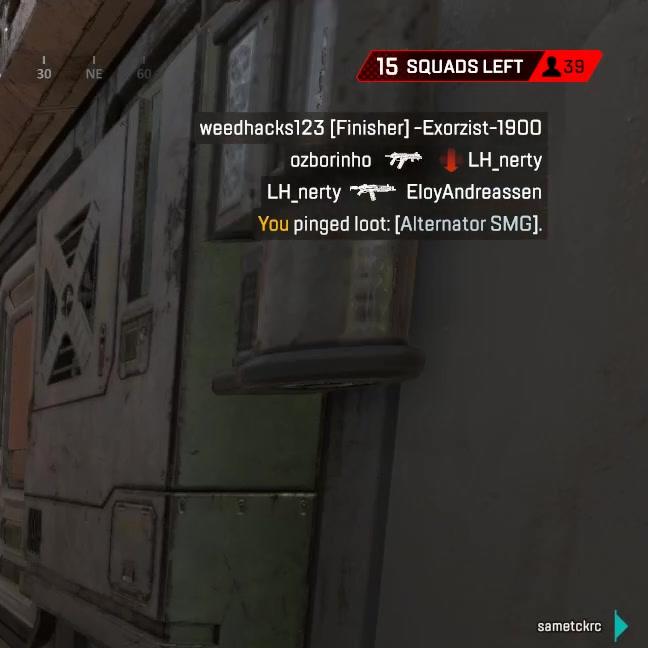 30 NE 60
15 SQUADS LEFT 39
weedhacks123 [Finisher] -Exorzist-1900
ozborinho LH_nerty
LH_nerty EloyAndreassen
You pinged loot: [Alternator SMG].
sametckrc